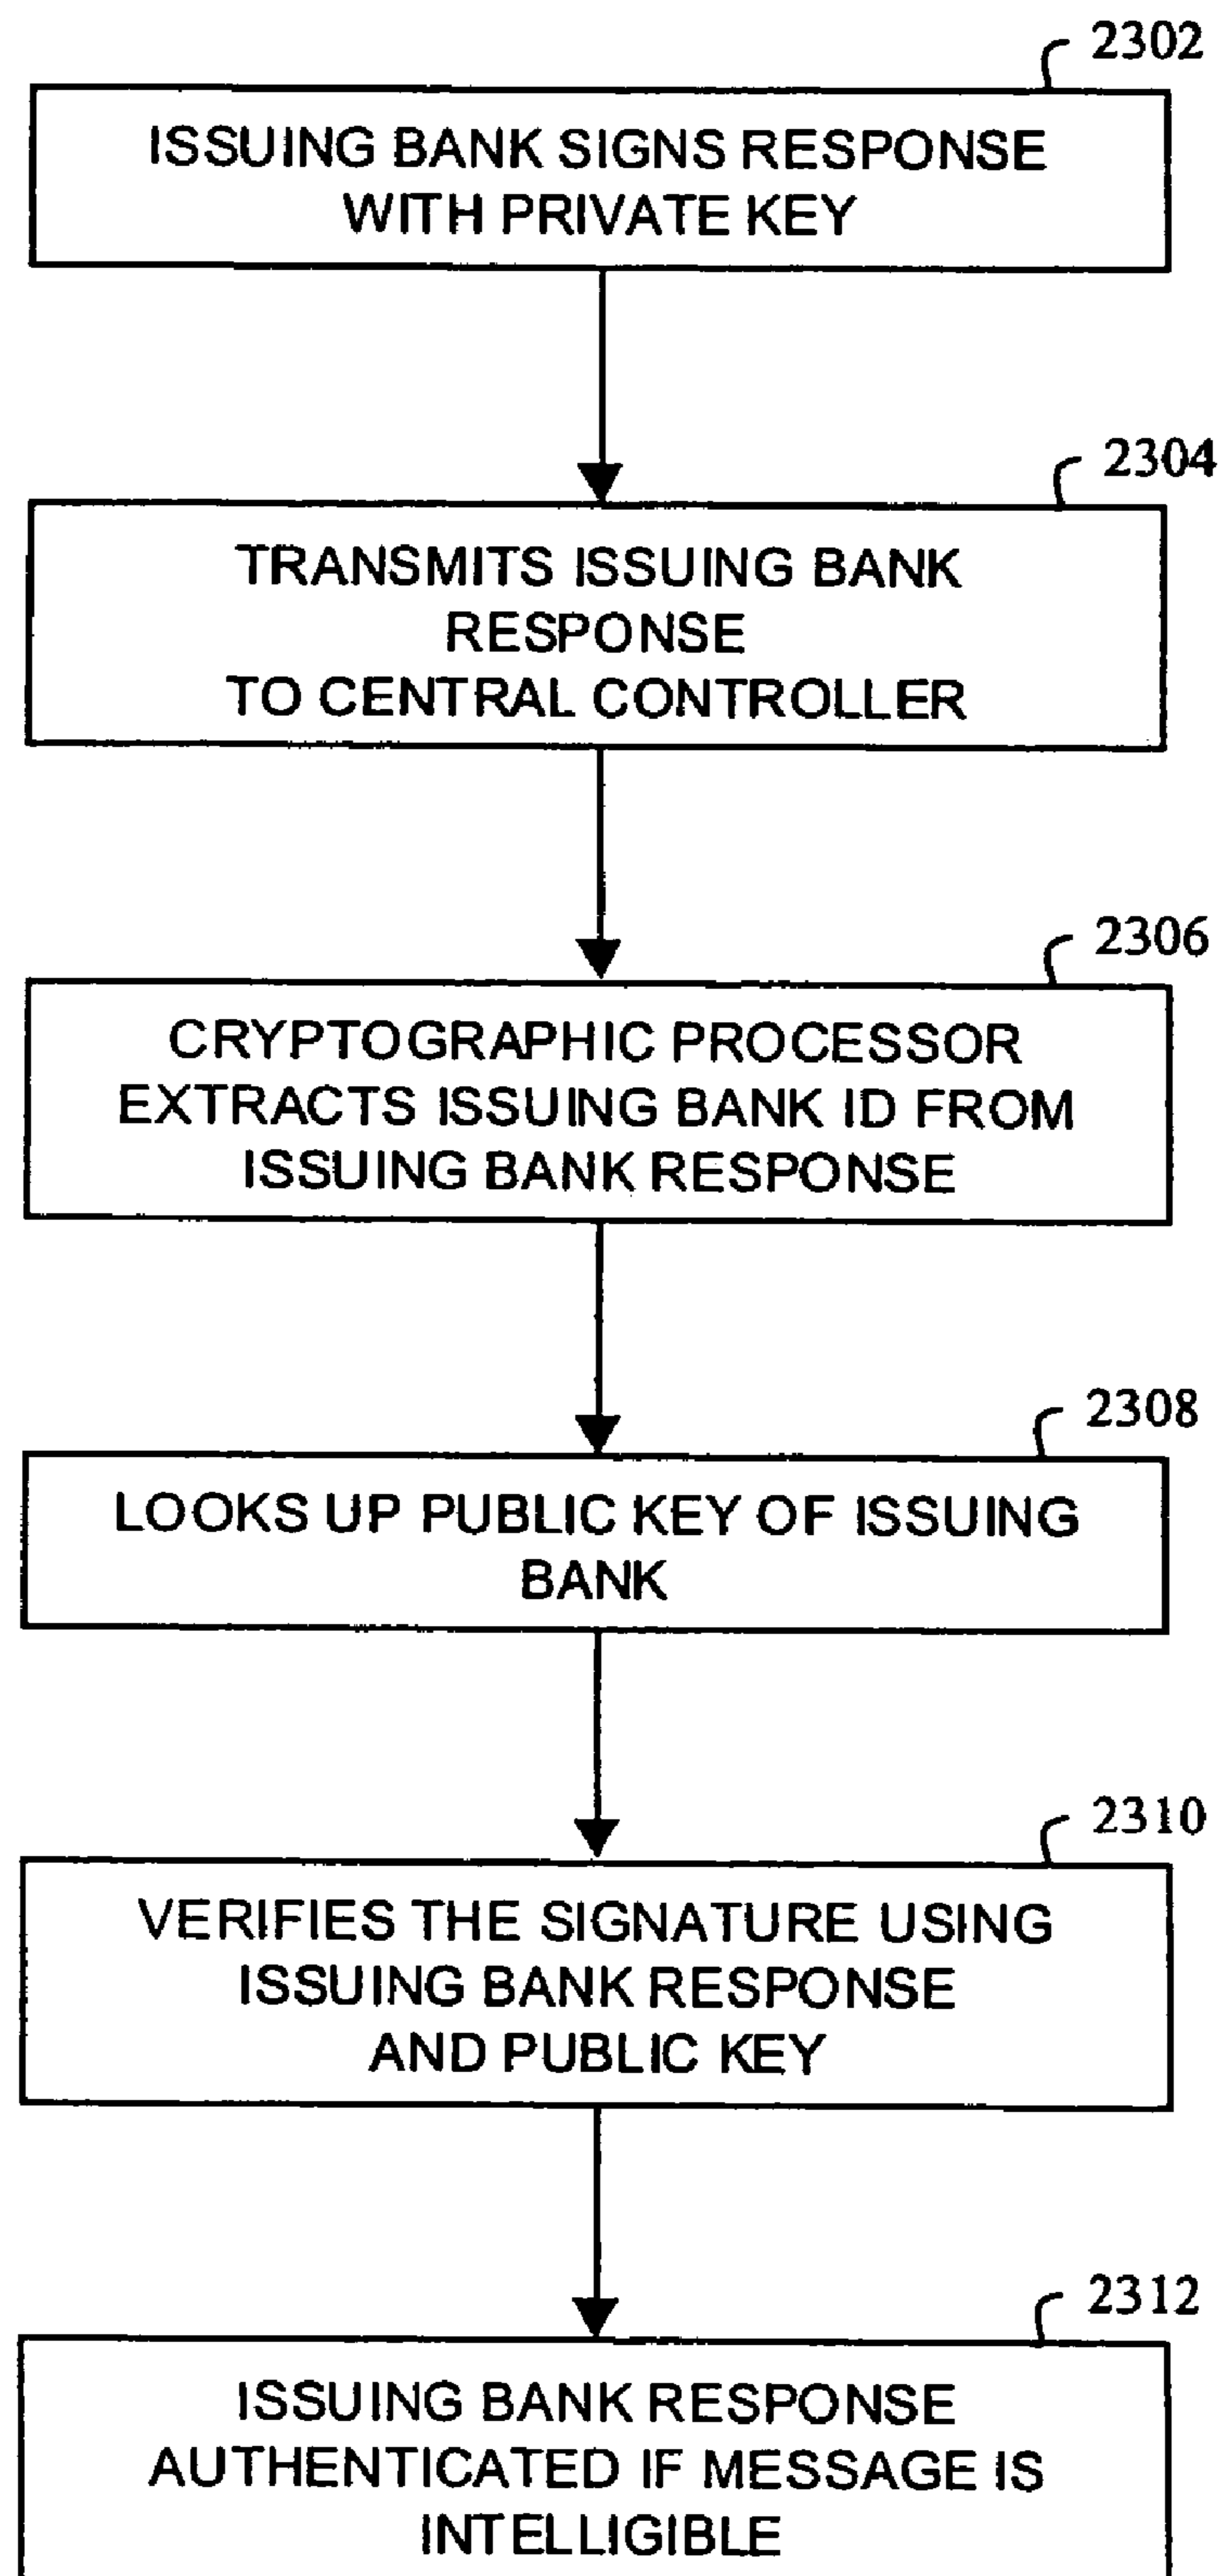 2302
ISSUING BANK SIGNS RESPONSE
WITH PRIVATE KEY
2304
TRANSMITS ISSUING BANK
RESPONSE
TO CENTRAL CONTROLLER
2306
CRYPTOGRAPHIC PROCESSOR
EXTRACTS ISSUING BANK ID FROM
ISSUING BANK RESPONSE
2308
LOOKS UP PUBLIC KEY OF ISSUING
BANK
2310
VERIFIES THE SIGNATURE USING
ISSUING BANK RESPONSE
AND PUBLIC KEY
2312
ISSUING BANK RESPONSE
AUTHENTICATED IF MESSAGE IS
INTELLIGIBLE